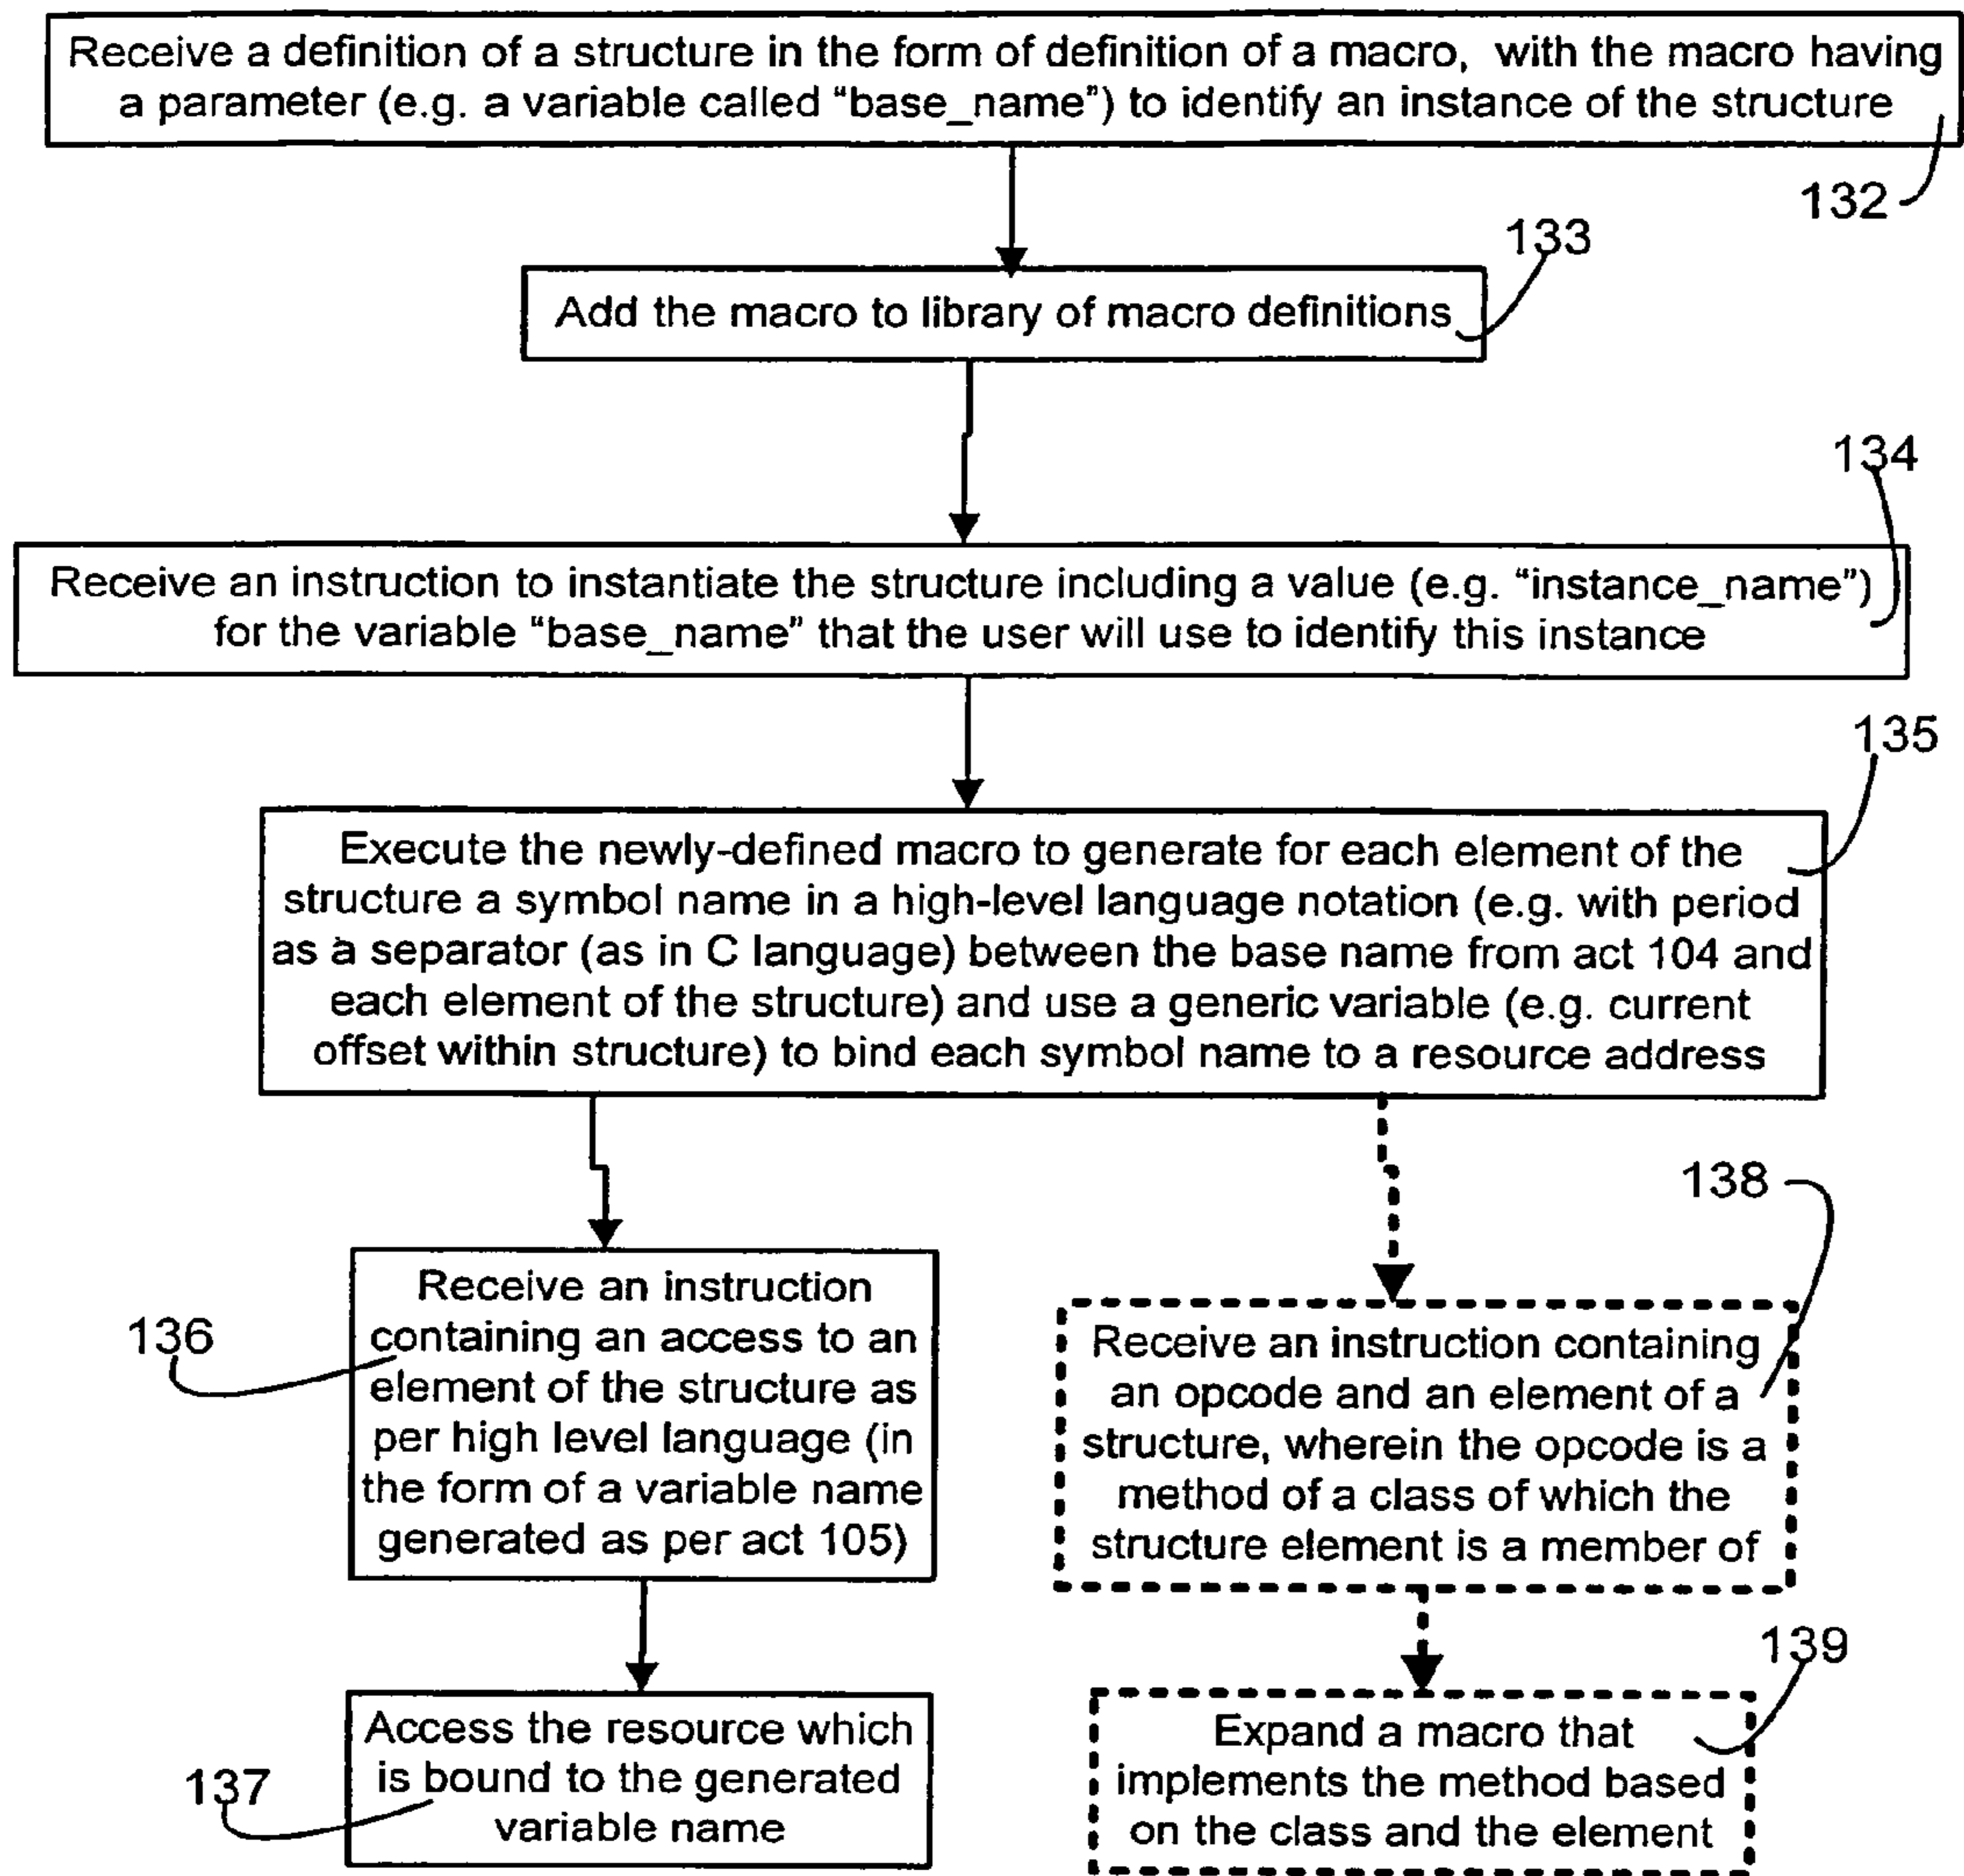 Receive a definition of a structure in the form of definition of a macro, with the macro having
a parameter (e.g. a variable called “base_name”) to identify an instance of the structure
132
133
Add the macro to library of macro definitions
134
Receive an instruction to instantiate the structure including a value (e.g. “instance_name”)
for the variable “base_name” that the user will use to identify this instance
135
Execute the newly-defined macro to generate for each element of the
structure a symbol name in a high-level language notation (e.g. with period
as a separator (as in C language) between the base name from act 104 and
each element of the structure) and use a generic variable (e.g. current
offset within structure) to bind each symbol name to a resource address
136
Receive an instruction
containing an access to an
element of the structure as
per high level language (in
the form of a variable name
generated as per act 105)
137
Access the resource which
is bound to the generated
variable name
138
Receive an instruction containing
an opcode and an element of a
structure, wherein the opcode is a
method of a class of which the
structure element is a member of
139
Expand a macro that
implements the method based
on the class and the element